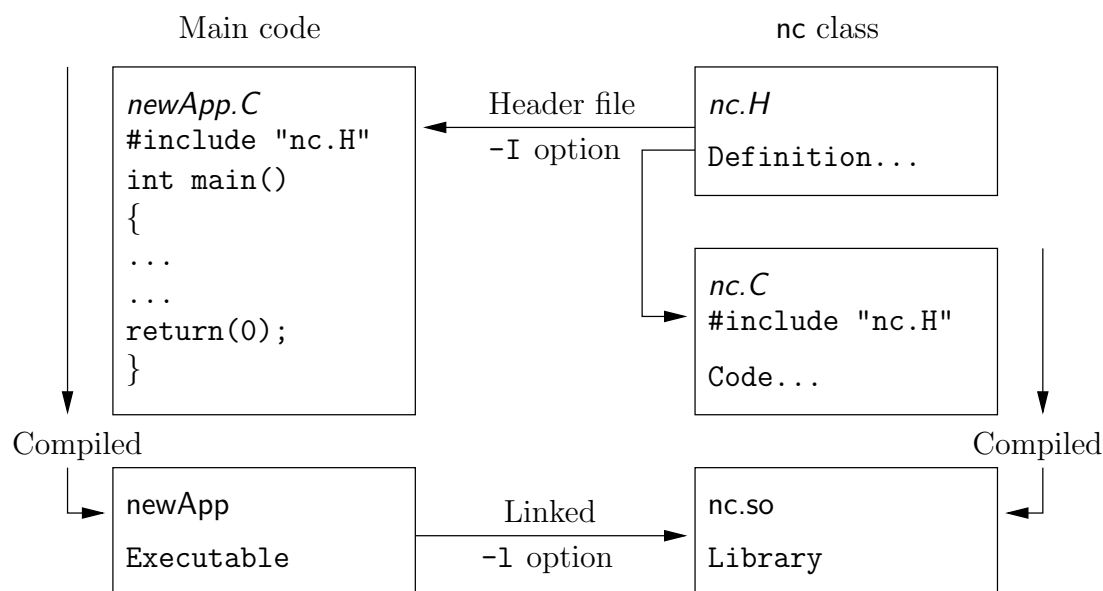 Main code
nc class
newApp.C
#include "nc.H"
int main()
{
...
...
return(0);
}
Header file
-I option
nc.H
Definition...
nc.C
#include "nc.H"
Code...
Compiled
Compiled
newApp
Executable
Linked
-l option
nc.so
Library